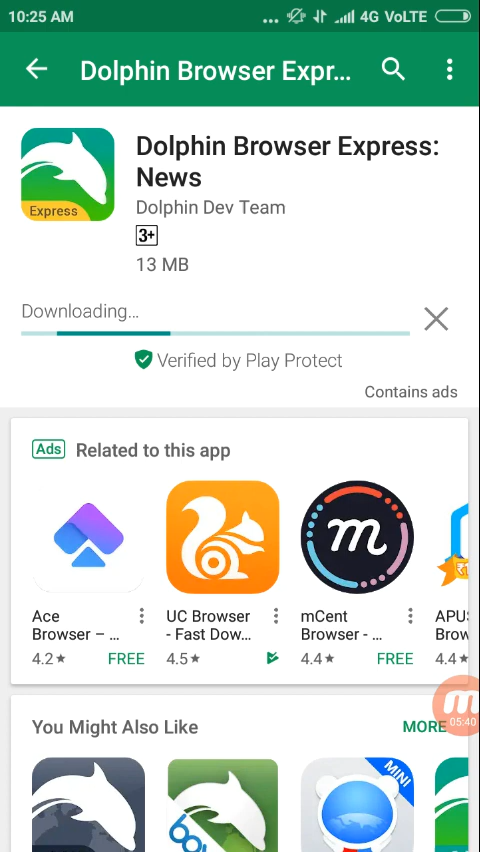 10:25 AM
... 4G VoLTE
Dolphin Browser Expr...
Express
Dolphin Browser Express:
News
Dolphin Dev Team
3+
13 MB
Downloading...
Verified by Play Protect
Contains ads
Ads Related to this app
m
Ace
Browser – ...
4.2★ FREE
UC Browser
- Fast Dow...
4.5★
mCent
Browser - ...
4.4★ FREE
APUS
Brow
4.4★
05:40
You Might Also Like
MORE
MINI